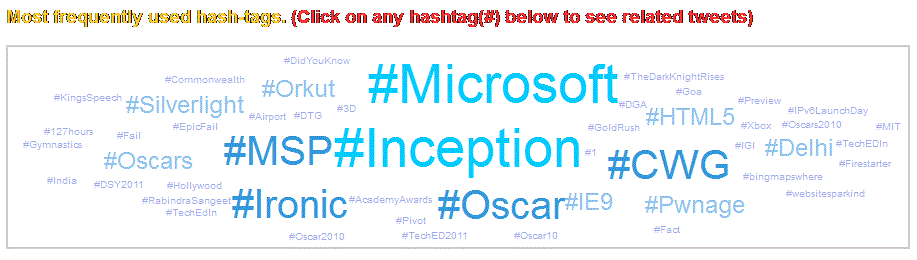 Most frequently used hash-tags. (Click on any hashtag(#) below to see related tweets)
#DidYouKnow
#Commonwealth #Orkut #Microsoft #TheDarkKnightRises
#KingsSpeech #Silverlight #Goa
#Airport #DTG #3D #DGA #HTML5 #Preview #IPv6LaunchDay
#127hours #Fail #EpicFail #GoldRush #Xbox #Oscars2010 #MIT
#Gymnastics #Oscars #MSP #Inception #1 #CWG #IGI #Delhi #TechEDIn
#Firestarter
#India #DSY2011 #Hollywood #bingmapswhere
#RabindraSangeet #Ironic #AcademyAwards #Oscar #IE9 #Pwnage #websitesparkind
#TechEdIn #Pivot
#Oscar2010 #TechED2011 #Oscar10 #Fact